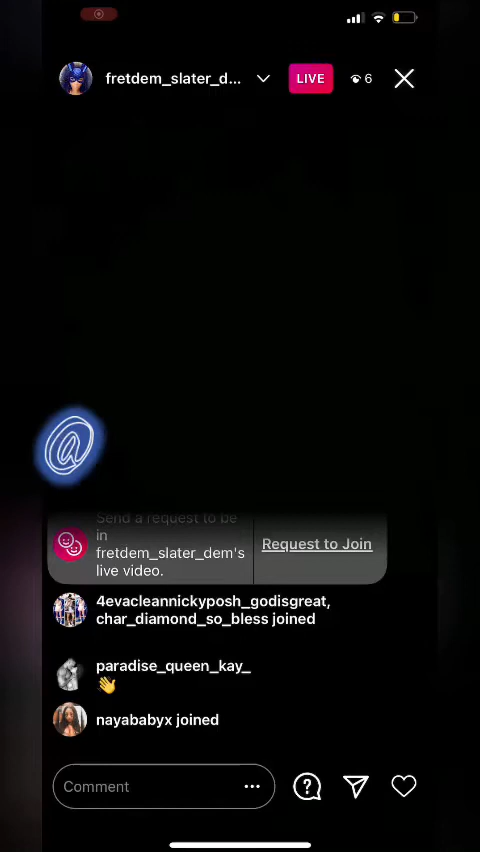 fretdem_slater_d...
LIVE
6
@
Send a request to be
in
fretdem_slater_dem's
live video.
Request to Join
4evacleannickyposh_godisgreat,
char_diamond_so_bless joined
paradise_queen_kay_
👋
nayababyx joined
Comment